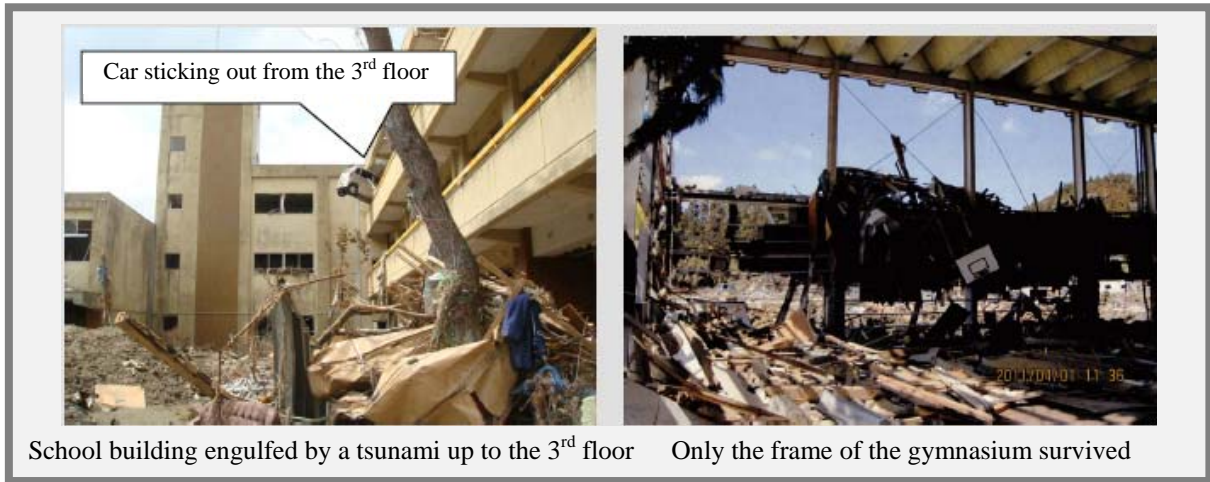 Car sticking out from the 3rd floor
2011/04/01 11 36
School building engulfed by a tsunami up to the 3rd floor
Only the frame of the gymnasium survived